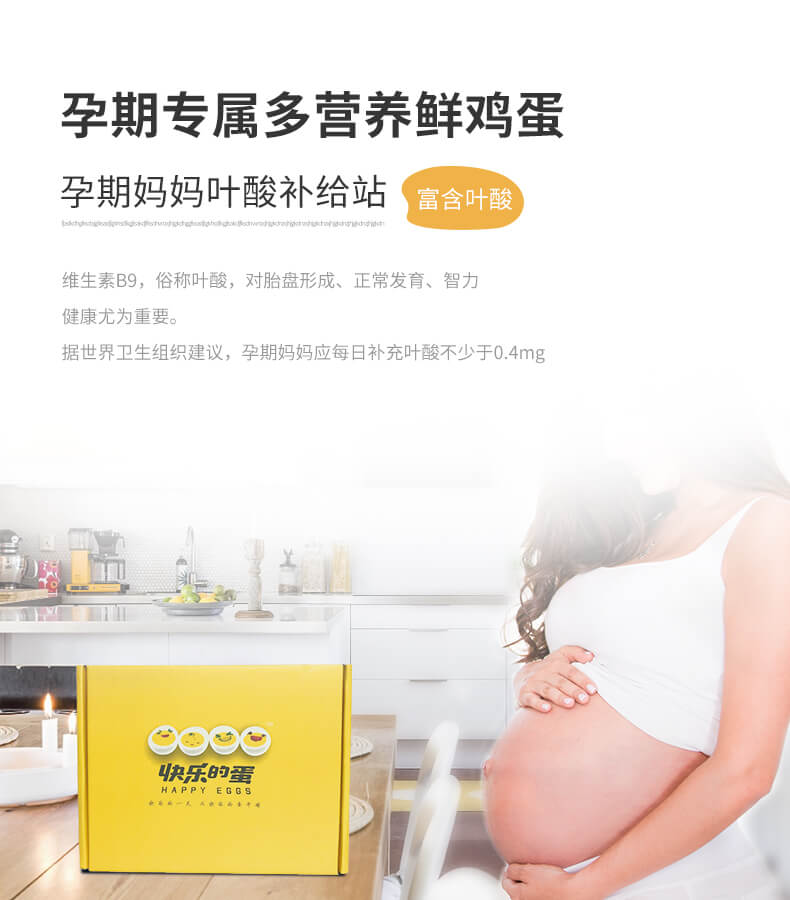 孕期专属多营养鲜鸡蛋
孕期妈妈叶酸补给站
富含叶酸
维生素B9，俗称叶酸，对胎盘形成、正常发育、智力
健康尤为重要。
据世界卫生组织建议，孕期妈妈应每日补充叶酸不少于0.4mg
快乐的蛋
HAPPY EGGS